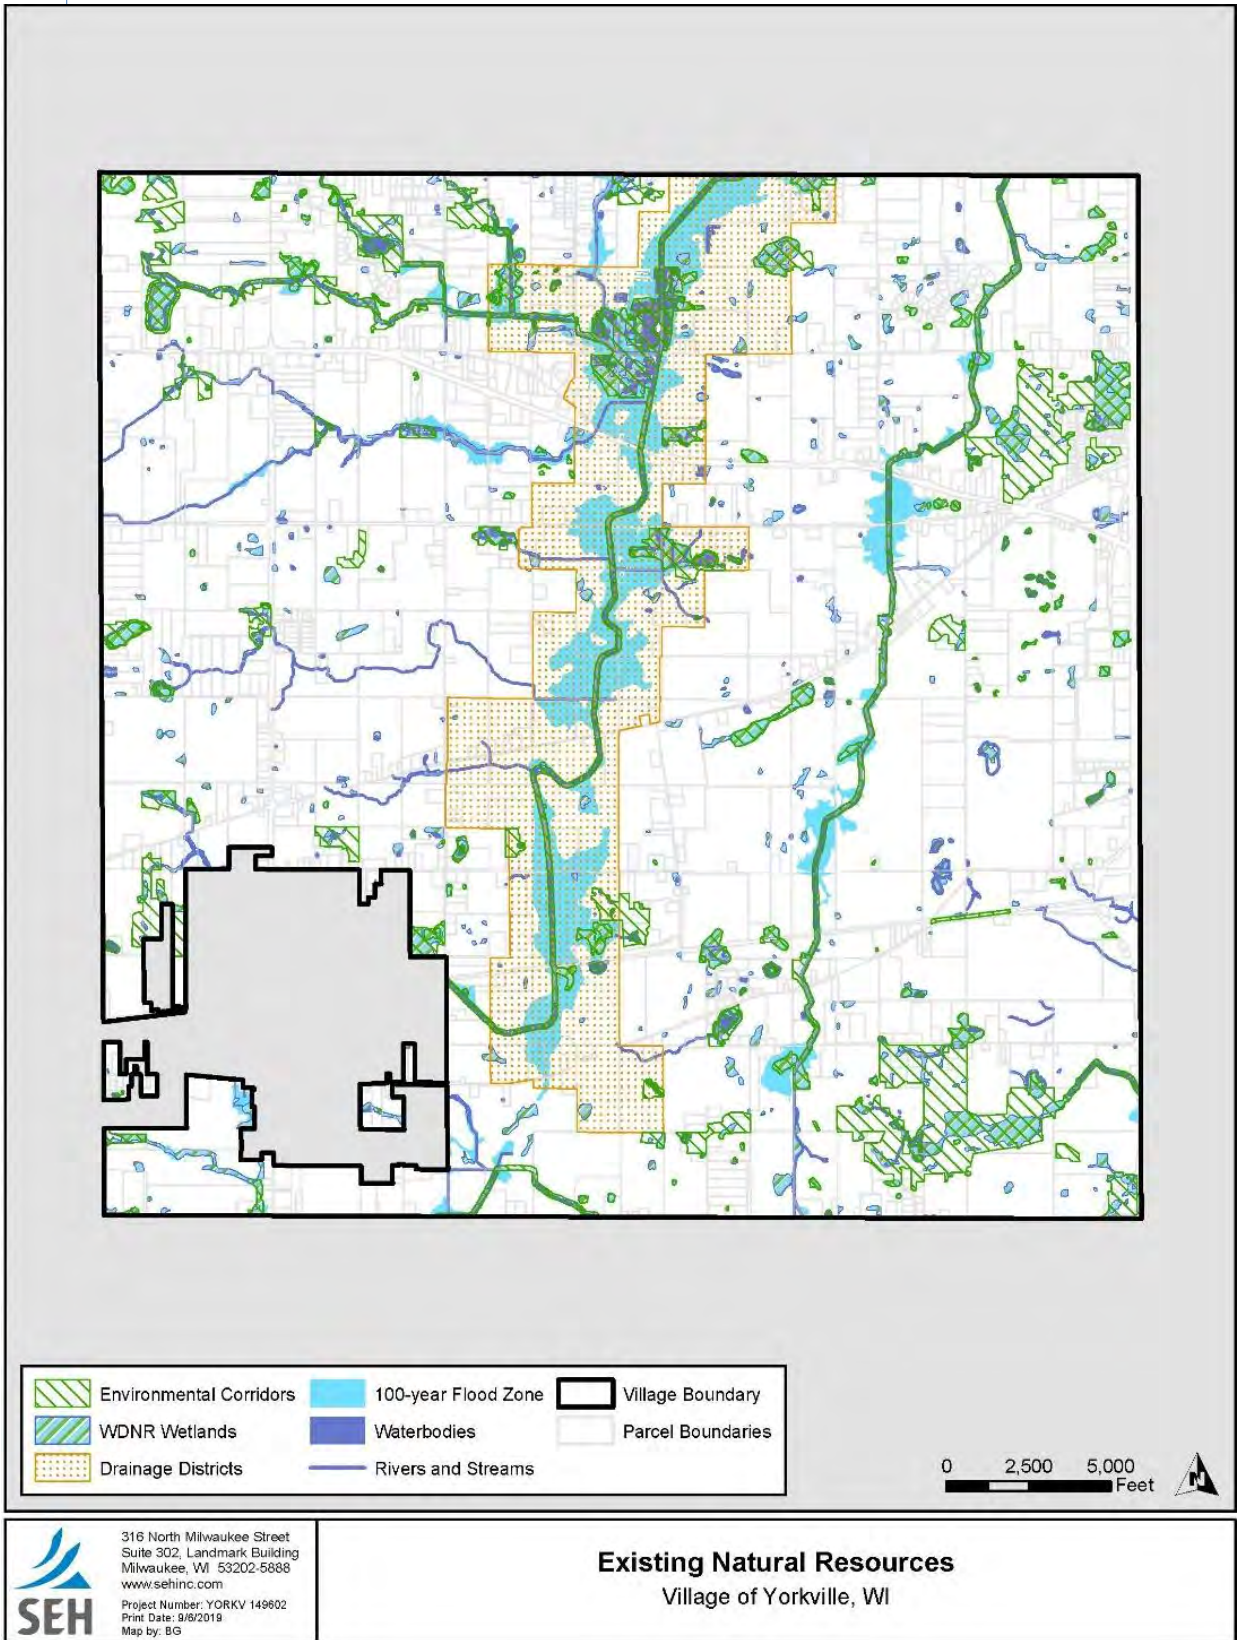 Environmental Corridors
WDNR Wetlands
Drainage Districts
100-year Flood Zone
Waterbodies
Rivers and Streams
Village Boundary
Parcel Boundaries
0 2,500 5,000
Feet
N
SEH
316 North Milwaukee Street
Suite 302, Landmark Building
Milwaukee, WI 53202-5888
www.sehinc.com
Project Number: YORKV 149602
Print Date: 9/6/2019
Map by: BG
Existing Natural Resources
Village of Yorkville, WI